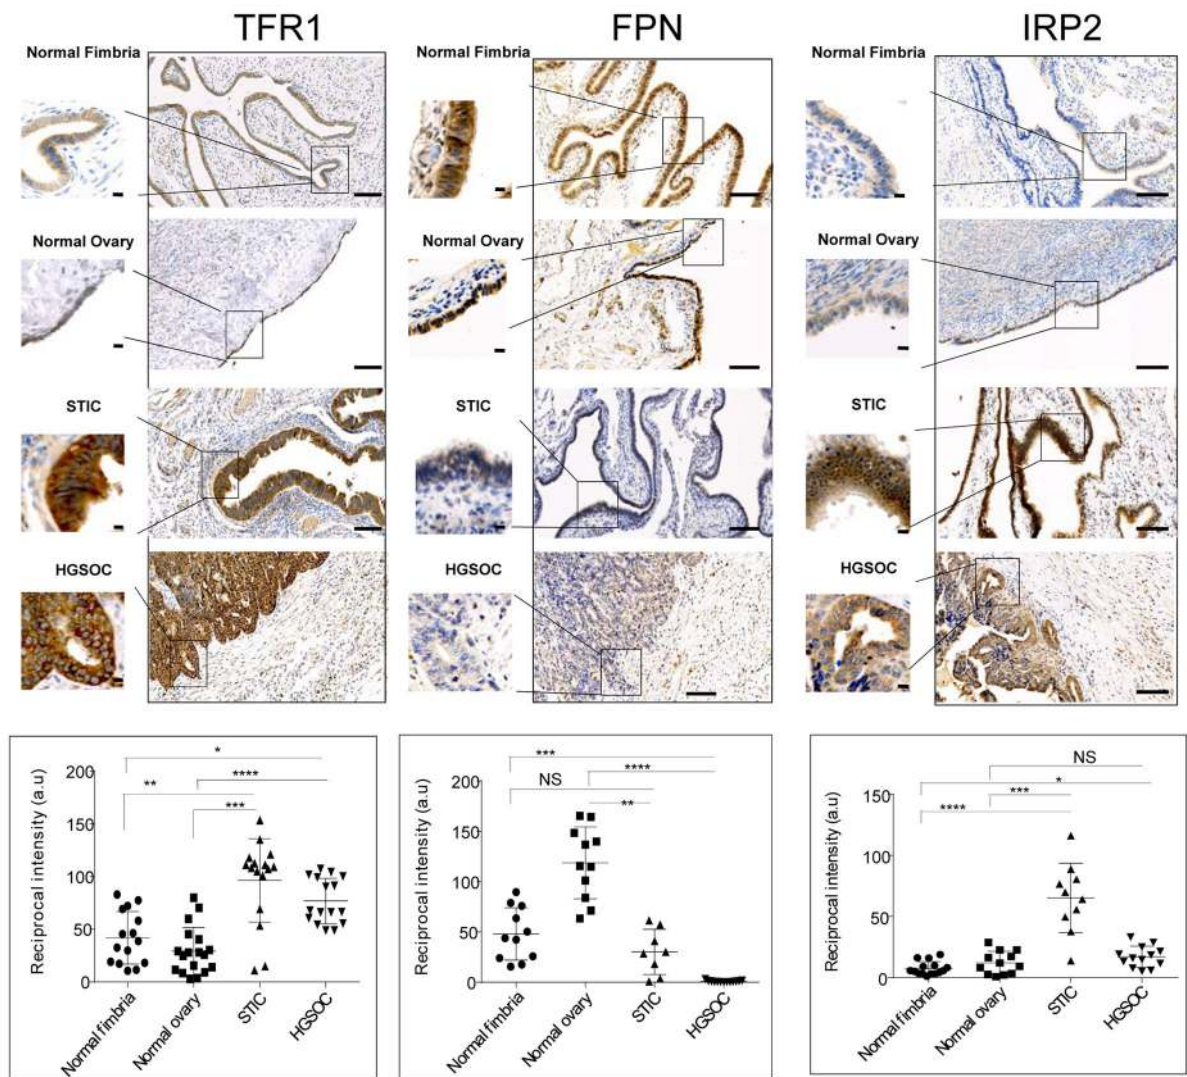 TFR1
FPN
IRP2
Normal Fimbria
Normal Fimbria
Normal Fimbria
Normal Ovary
Normal Ovary
Normal Ovary
STIC
STIC
STIC
HGSOC
HGSOC
HGSOC
Reciprocal intensity (a.u)
200
150
100
50
0
*
**
****
***
Normal fimbria
Normal ovary
STIC
HGSOC
Reciprocal intensity (a.u)
200
150
100
50
0
***
****
NS
**
Normal fimbria
Normal ovary
STIC
HGSOC
Reciprocal intensity (a.u)
150
100
50
0
NS
*
***
****
Normal fimbria
Normal ovary
STIC
HGSOC